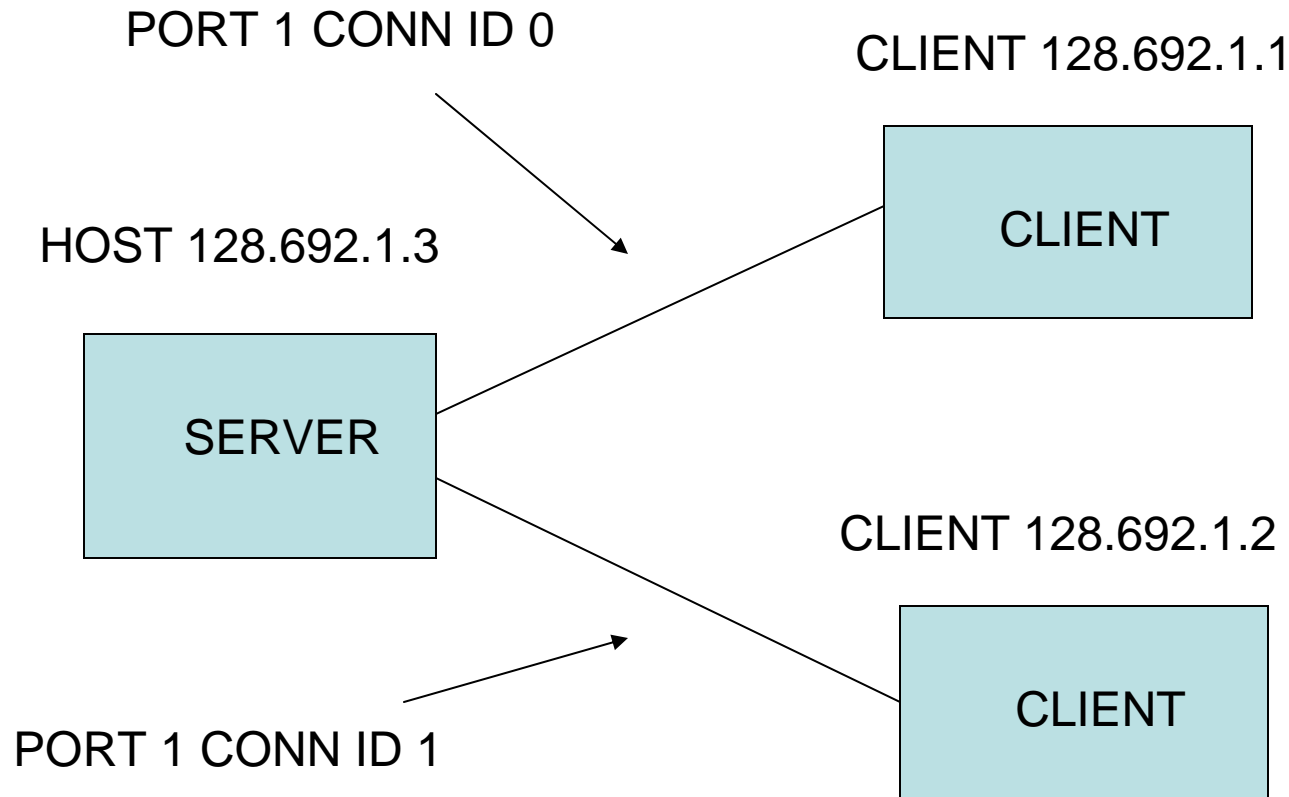 PORT 1 CONN ID 0
CLIENT 128.692.1.1
CLIENT
HOST 128.692.1.3
SERVER
CLIENT 128.692.1.2
CLIENT
PORT 1 CONN ID 1